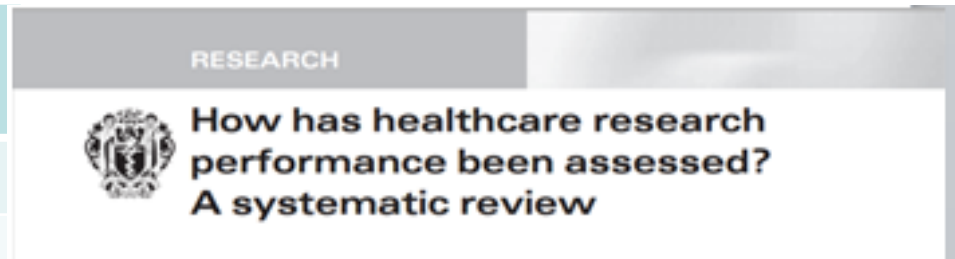 RESEARCH
How has healthcare research
performance been assessed?
A systematic review